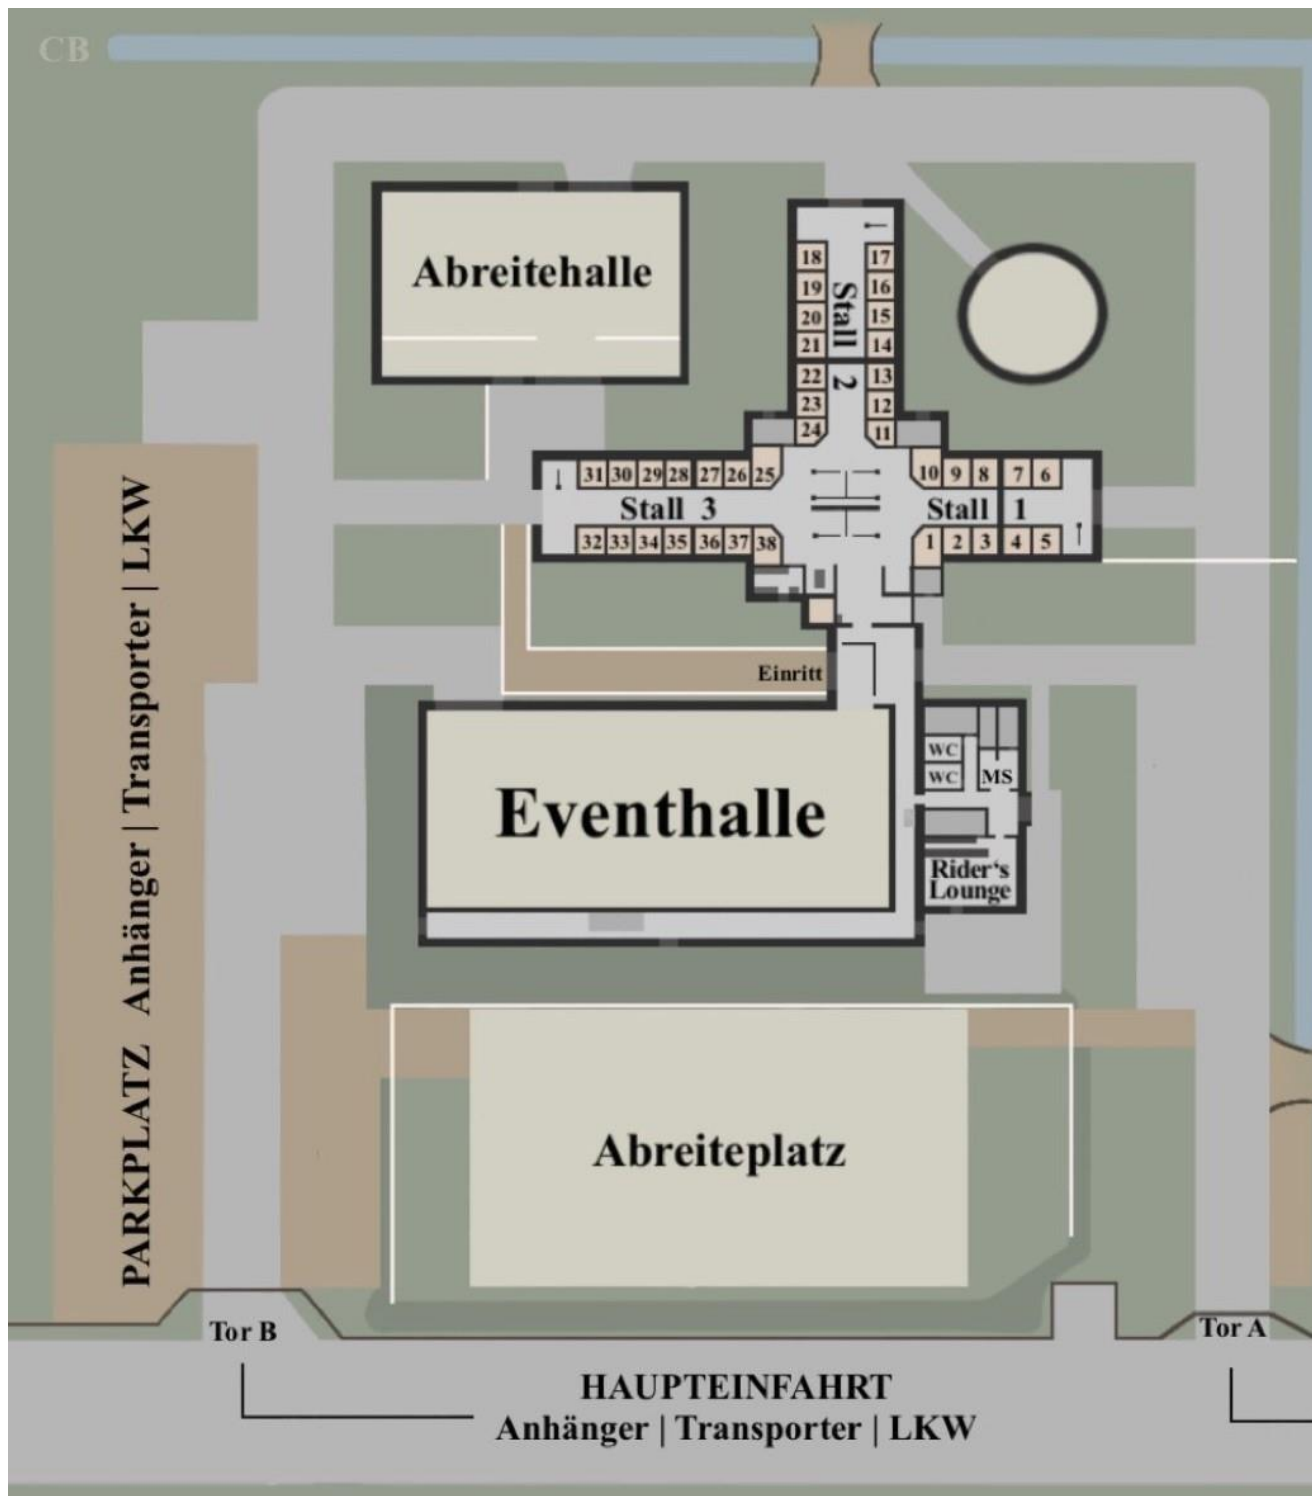 CB
Abreitehalle
18
17
19
16
20
15
21
14
22
13
23
12
24
11
Stall 2
31 30 29 28 27 26 25
10 9 8 7 6
Stall 3
Stall 1
32 33 34 35 36 37 38
1 2 3 4 5
Einritt
WC
WC
MS
Eventhalle
Rider's
Lounge
PARKPLATZ Anhänger | Transporter | LKW
Abreiteplatz
Tor B
Tor A
HAUPTEINFAHRT
Anhänger | Transporter | LKW